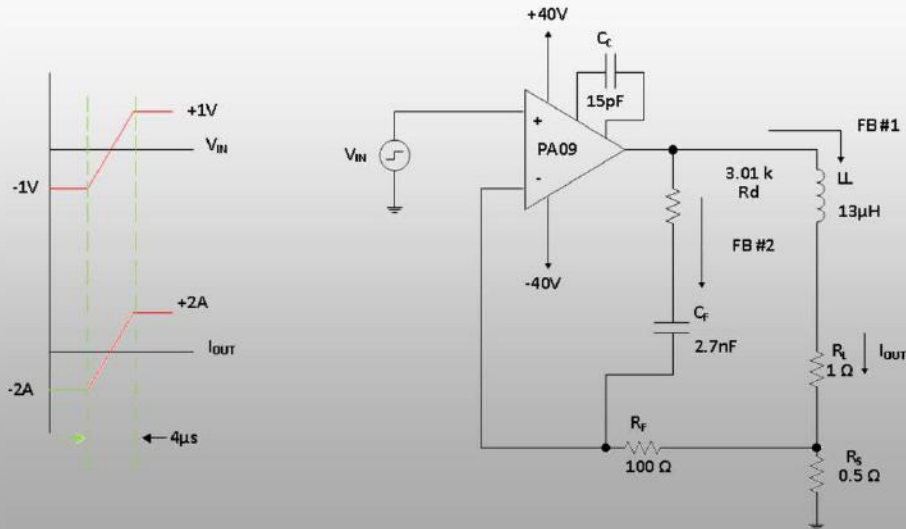 +1V
V_IN
-1V
+2A
I_OUT
-2A
4µs
+40V
C_C
15pF
V_IN
+
PA09
-
-40V
FB #1
3.01 k
Rd
FB #2
13µH
C_F
2.7nF
R_L
1 Ω
I_OUT
R_F
100 Ω
R_S
0.5 Ω